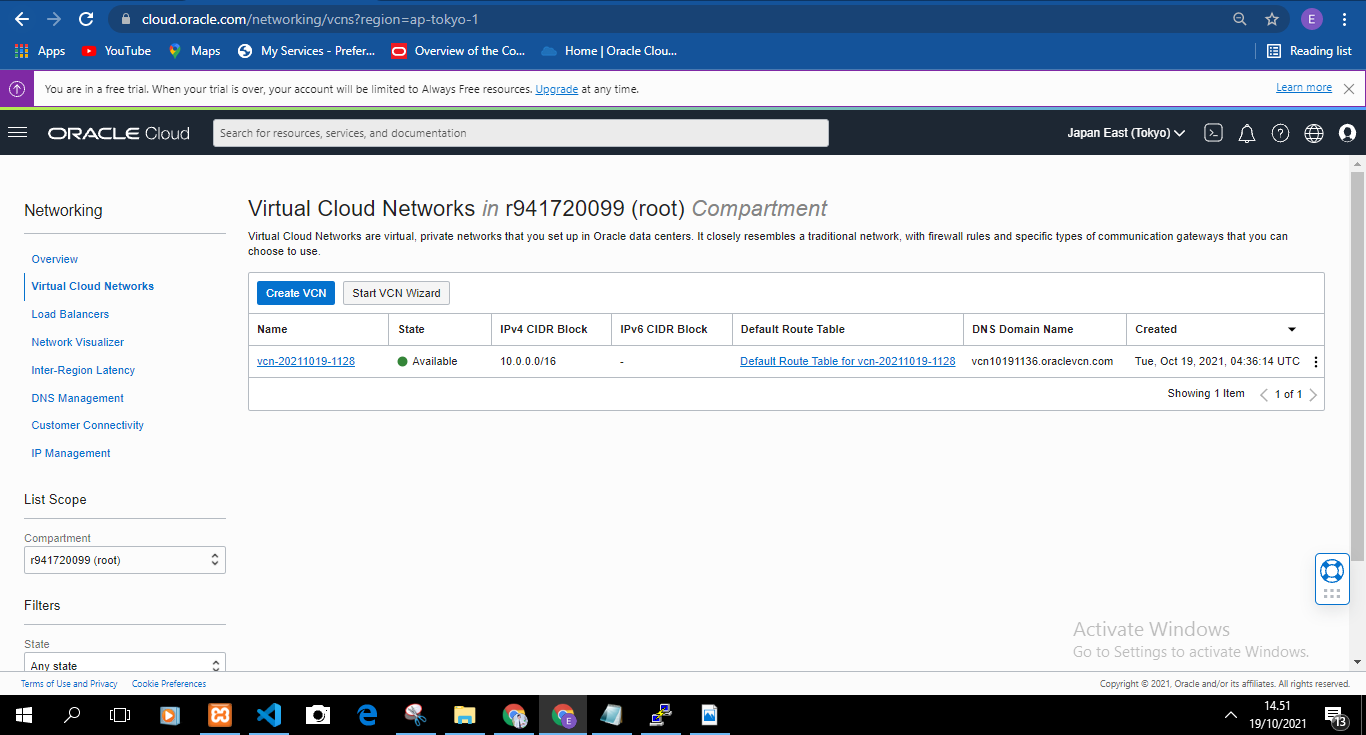 cloud.oracle.com/networking/vcns?region=ap-tokyo-1
E
Apps YouTube Maps My Services - Prefer... Overview of the Co... Home | Oracle Clou... Reading list
You are in a free trial. When your trial is over, your account will be limited to Always Free resources. Upgrade at any time. Learn more
ORACLE Cloud Search for resources, services, and documentation Japan East (Tokyo)
Networking
Overview
Virtual Cloud Networks
Load Balancers
Network Visualizer
Inter-Region Latency
DNS Management
Customer Connectivity
IP Management
List Scope
Compartment
r941720099 (root)
Filters
State
Any state
Virtual Cloud Networks in r941720099 (root) Compartment
Virtual Cloud Networks are virtual, private networks that you set up in Oracle data centers. It closely resembles a traditional network, with firewall rules and specific types of communication gateways that you can
choose to use.
Create VCN Start VCN Wizard
Name State IPv4 CIDR Block IPv6 CIDR Block Default Route Table DNS Domain Name Created
vcn-20211019-1128 Available 10.0.0.0/16 - Default Route Table for vcn-20211019-1128 vcn10191136.oraclevcn.com Tue, Oct 19, 2021, 04:36:14 UTC
Showing 1 Item 1 of 1
Activate Windows
Go to Settings to activate Windows.
Terms of Use and Privacy Cookie Preferences Copyright © 2021, Oracle and/or its affiliates. All rights reserved.
E
14.51
19/10/2021
13